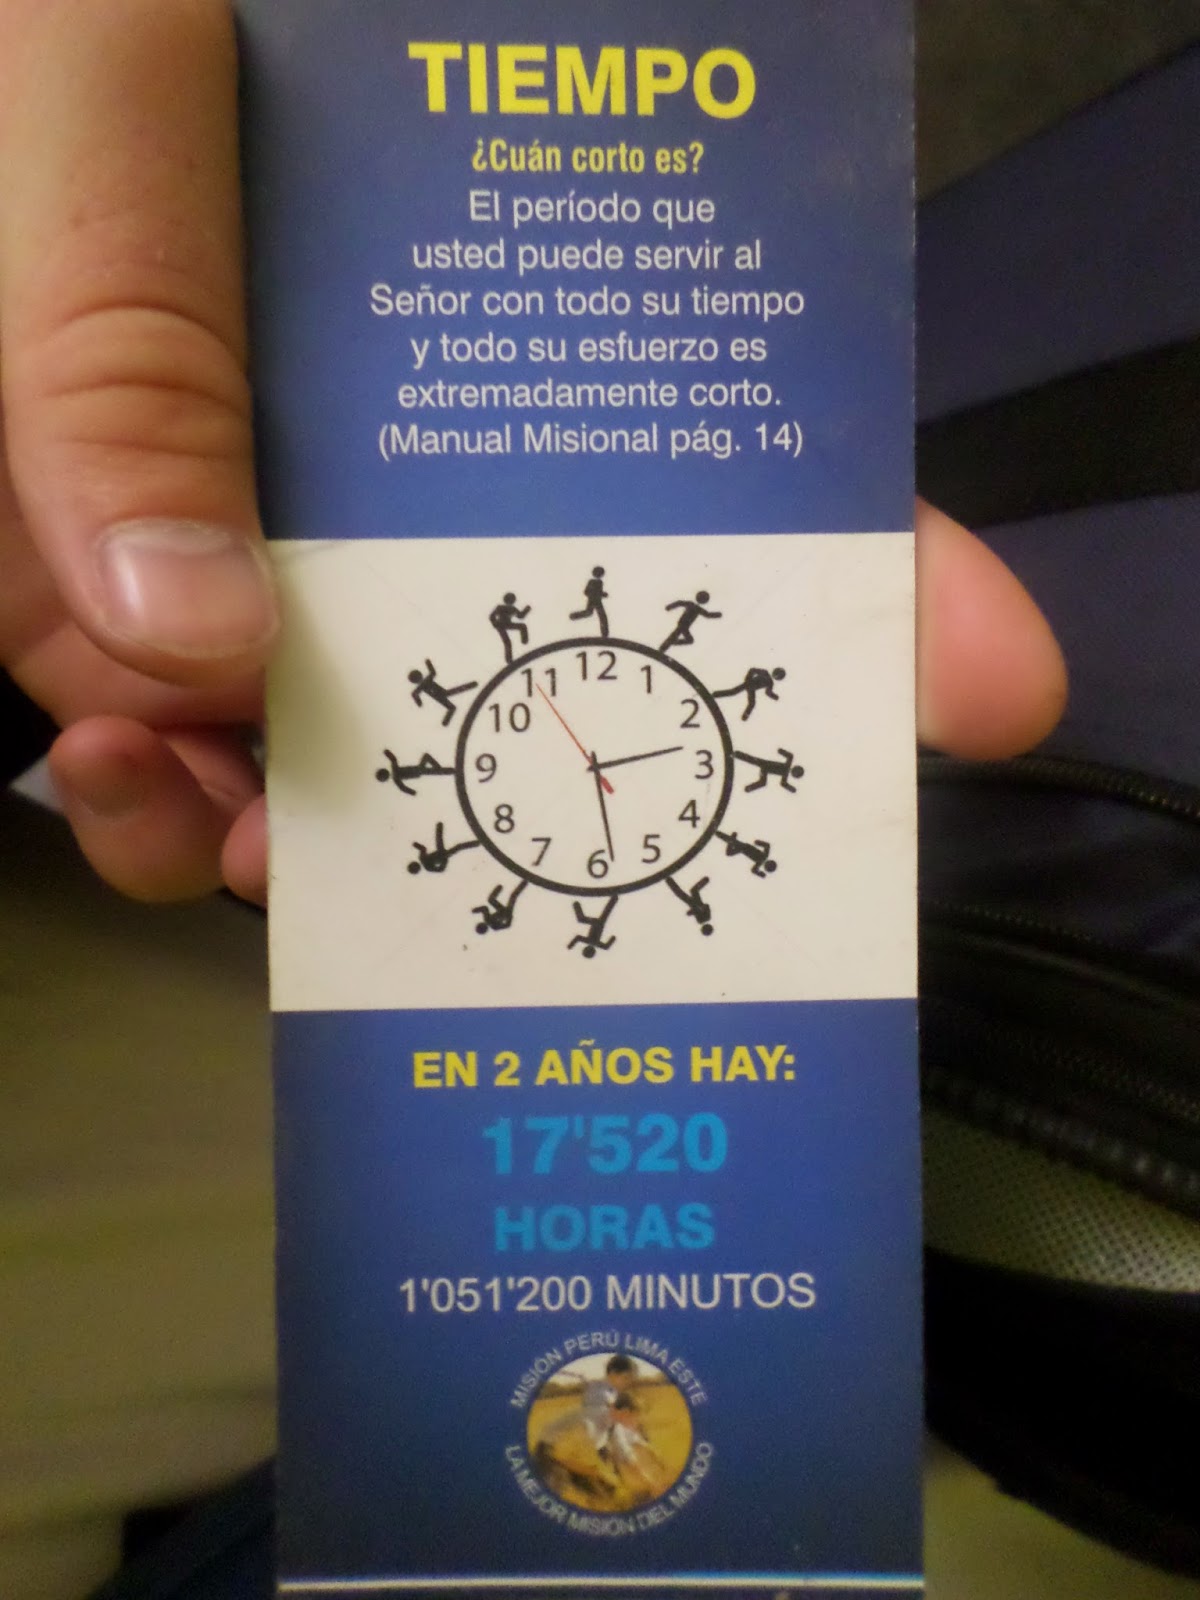 TIEMPO
¿Cuán corto es?
El período que
usted puede servir al
Señor con todo su tiempo
y todo su esfuerzo es
extremadamente corto.
(Manual Misional pág. 14)
12
1
2
3
4
5
6
7
8
9
10
11
EN 2 AÑOS HAY:
17'520
HORAS
1'051'200 MINUTOS
MISIÓN PERÚ LIMA ESTE
LA MEJOR MISIÓN DEL MUNDO